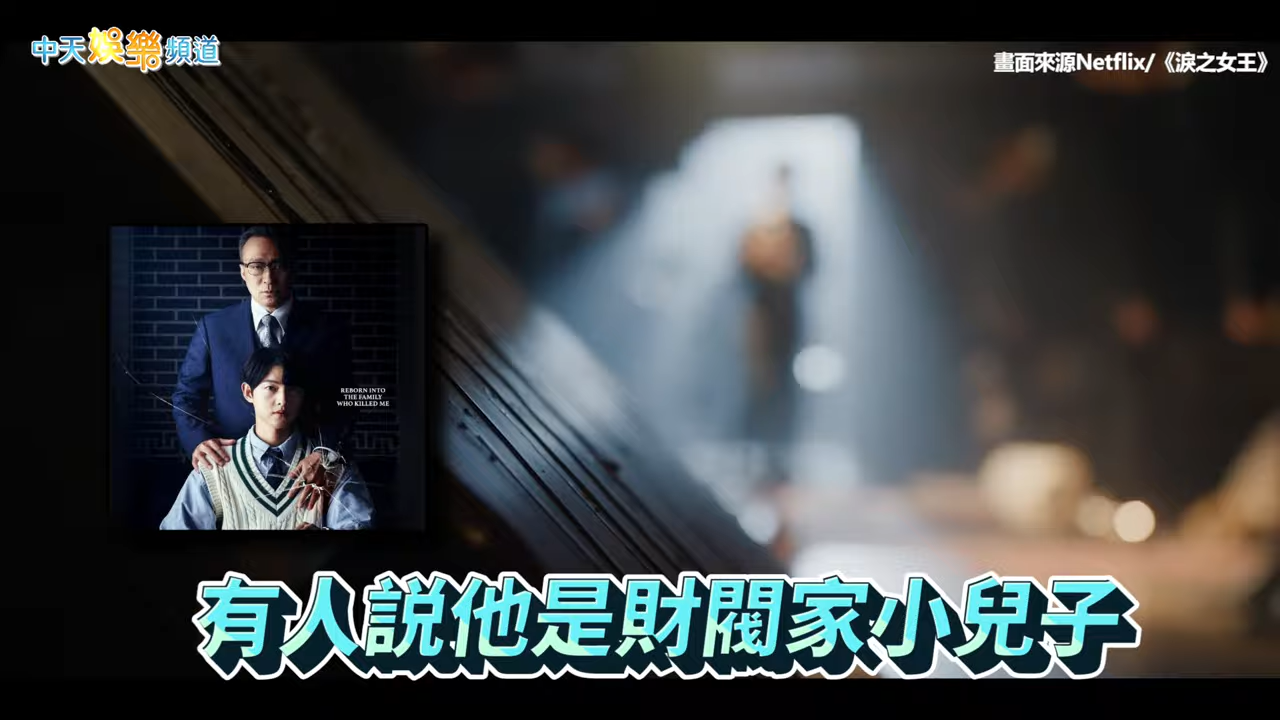 中天娛樂頻道
畫面來源Netflix/《淚之女王》
REBORN INTO
THE FAMILY
WHO KILLED ME
有人說他是財閥家小兒子